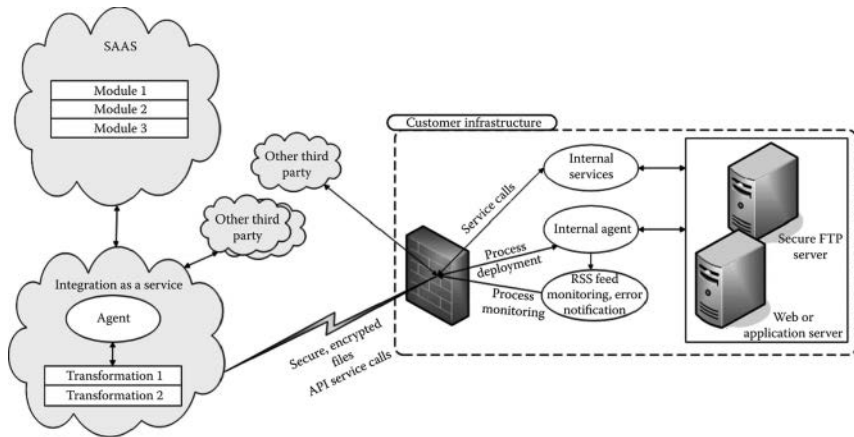 SAAS
Module 1
Module 2
Module 3
Other third
party
Other third
party
Integration as a service
Agent
Transformation 1
Transformation 2
Secure, encrypted
files
API service calls
Customer infrastructure
Service calls
Process
deployment
Process
monitoring
Internal
services
Internal agent
RSS feed
monitoring, error
notification
Secure FTP
server
Web or
application server